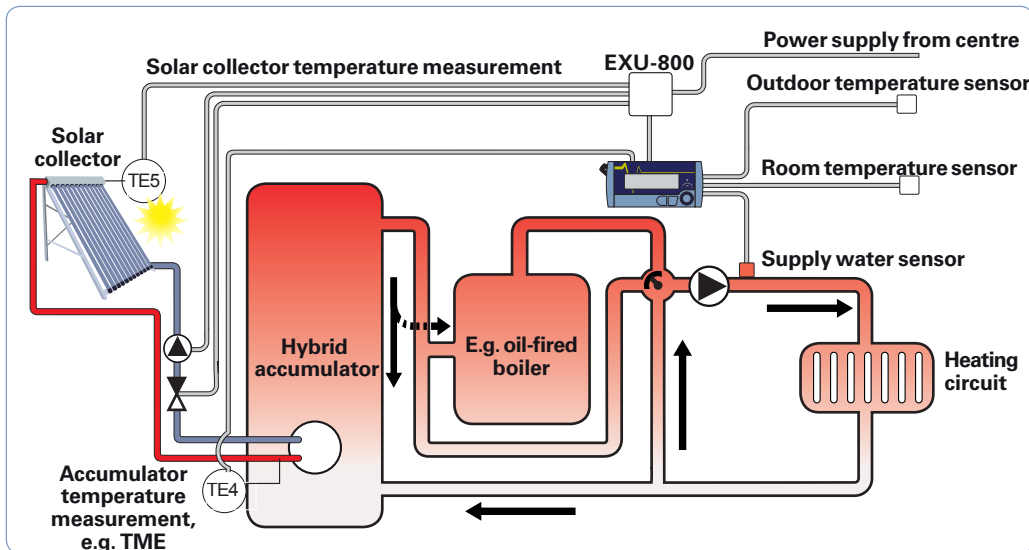 Power supply from centre
Solar collector temperature measurement
EXU-800
Outdoor temperature sensor
Solar
collector
TE5
Room temperature sensor
Supply water sensor
Hybrid
accumulator
E.g. oil-fired
boiler
Heating
circuit
Accumulator
temperature
measurement,
e.g. TME
TE4